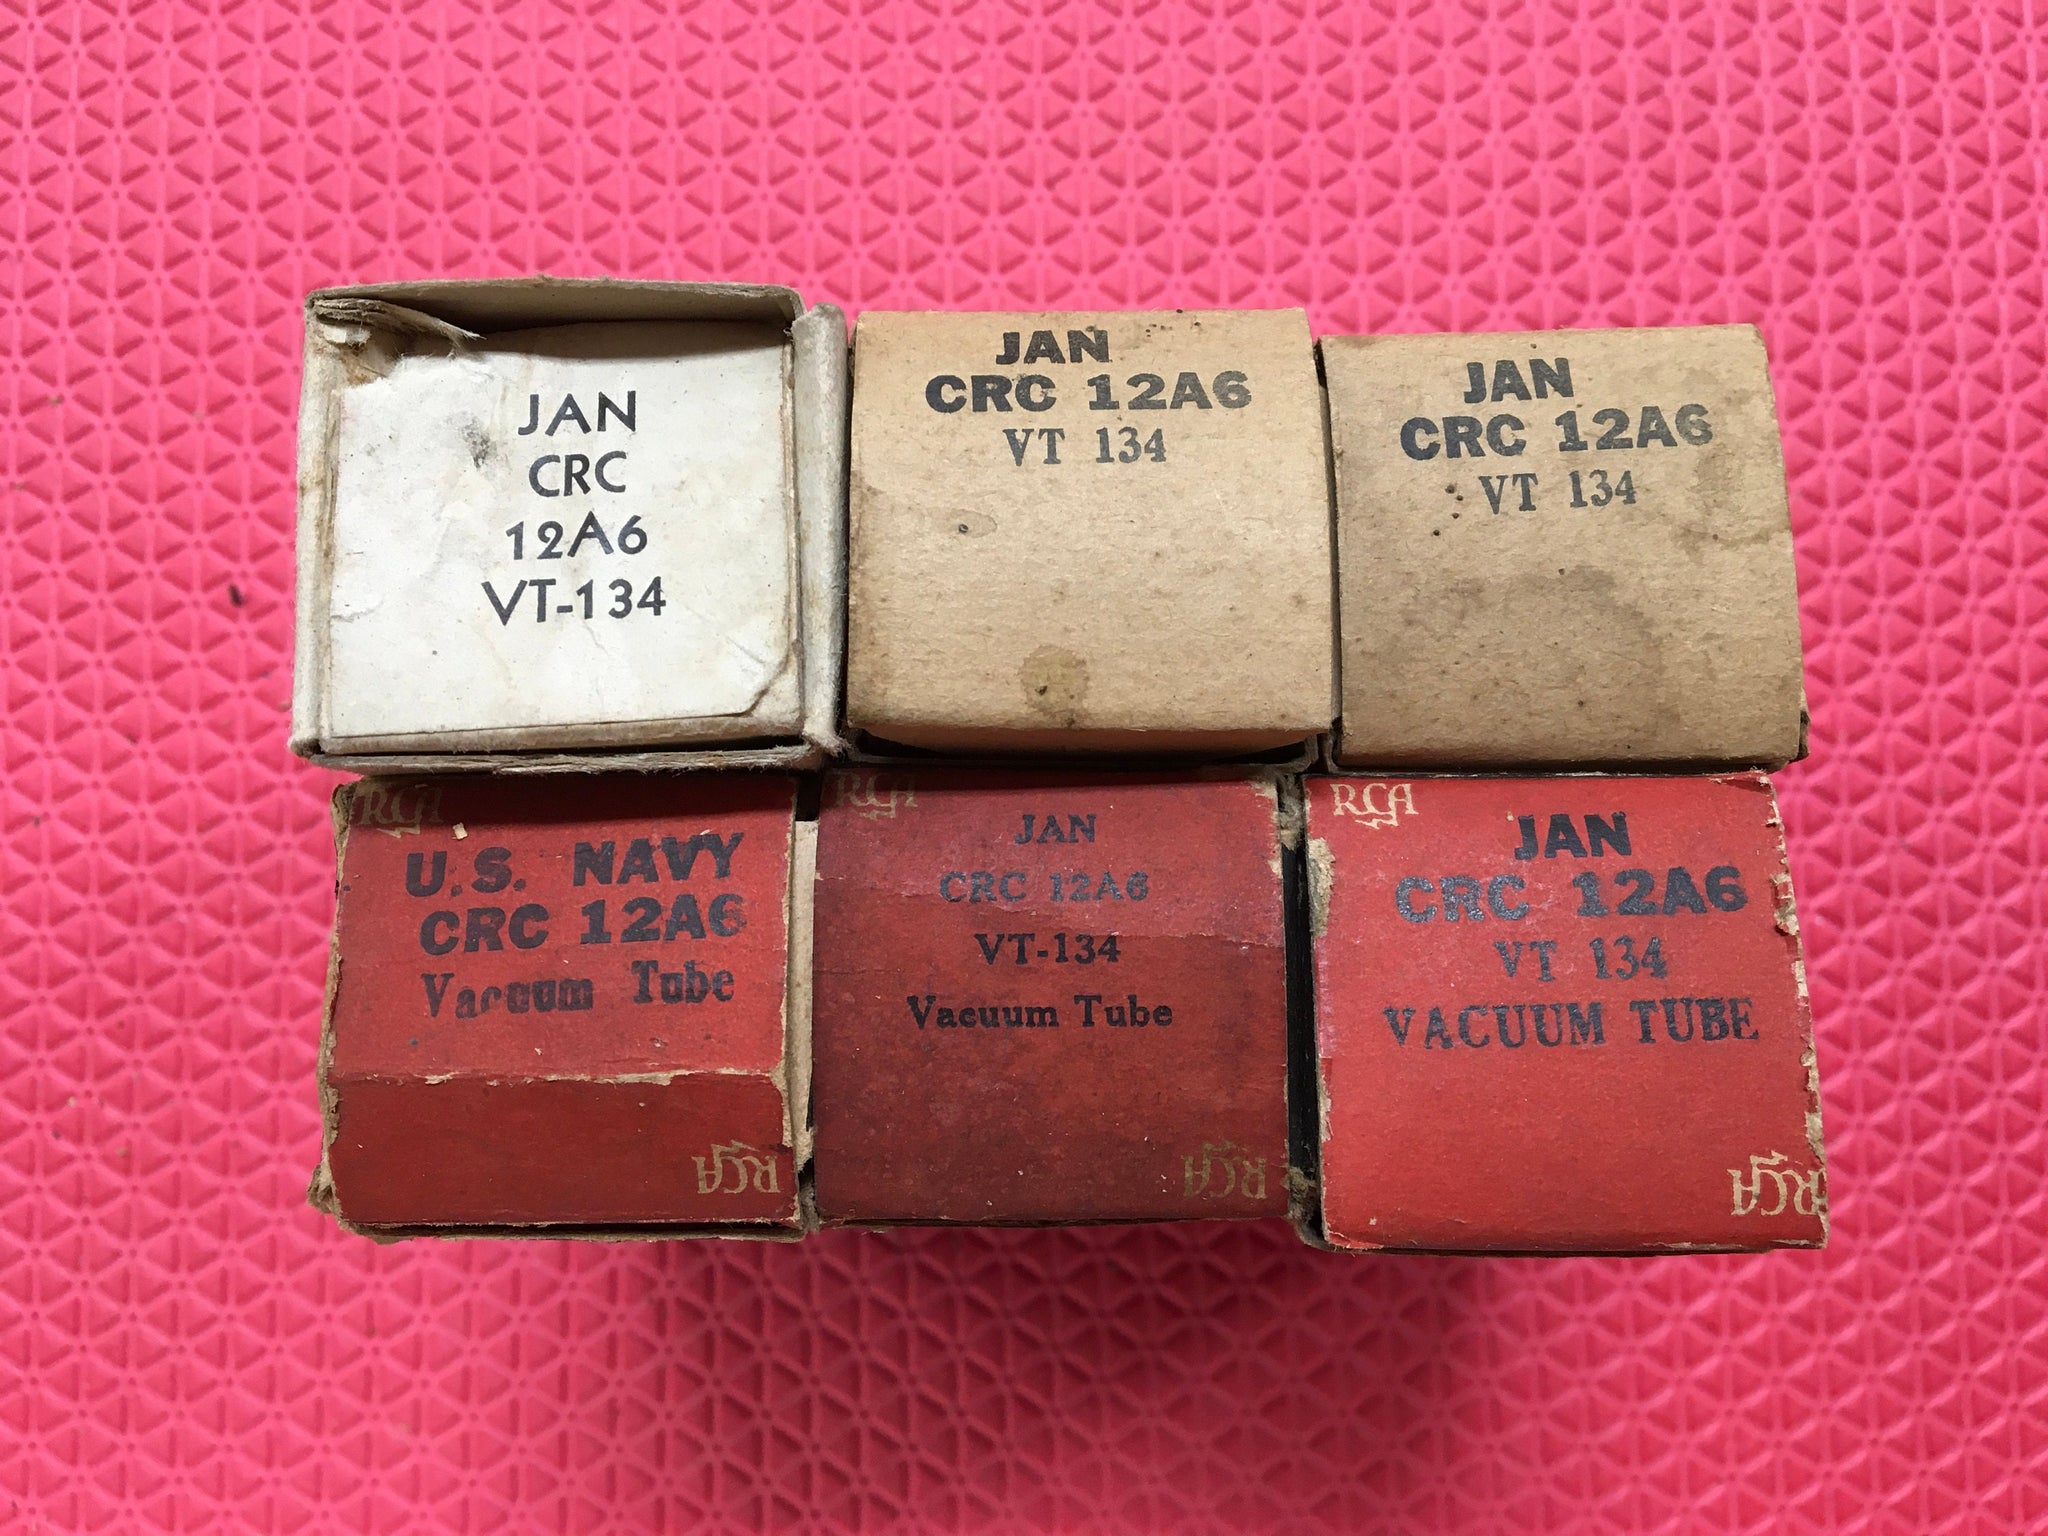 JAN
CRC
12A6
VT-134
JAN
CRC 12A6
VT 134
JAN
CRC 12A6
VT 134
RCA
U.S. NAVY
CRC 12A6
Vacuum Tube
RCA
RCA
JAN
CRC 12A6
VT-134
Vacuum Tube
RCA
RCA
JAN
CRC 12A6
VT 134
VACUUM TUBE
RCA